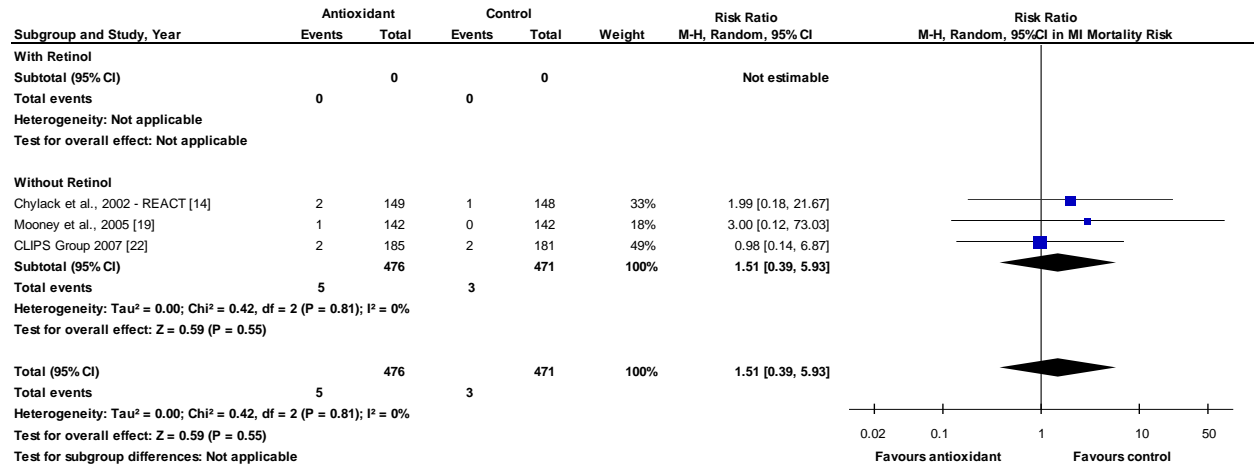 Antioxidant Control Risk Ratio Risk Ratio
Subgroup and Study, Year Events Total Events Total Weight M-H, Random, 95% CI M-H, Random, 95%CI in MI Mortality Risk
With Retinol
Subtotal (95% CI) 0 0 Not estimable
Total events 0 0
Heterogeneity: Not applicable
Test for overall effect: Not applicable
Without Retinol
Chylack et al., 2002 - REACT [14] 2 149 1 148 33% 1.99 [0.18, 21.67]
Mooney et al., 2005 [19] 1 142 0 142 18% 3.00 [0.12, 73.03]
CLIPS Group 2007 [22] 2 185 2 181 49% 0.98 [0.14, 6.87]
Subtotal (95% CI) 476 471 100% 1.51 [0.39, 5.93]
Total events 5 3
Heterogeneity: Tau² = 0.00; Chi² = 0.42, df = 2 (P = 0.81); I² = 0%
Test for overall effect: Z = 0.59 (P = 0.55)
Total (95% CI) 476 471 100% 1.51 [0.39, 5.93]
Total events 5 3
Heterogeneity: Tau² = 0.00; Chi² = 0.42, df = 2 (P = 0.81); I² = 0%
Test for overall effect: Z = 0.59 (P = 0.55) 0.02 0.1 1 10 50
Test for subgroup differences: Not applicable Favours antioxidant Favours control